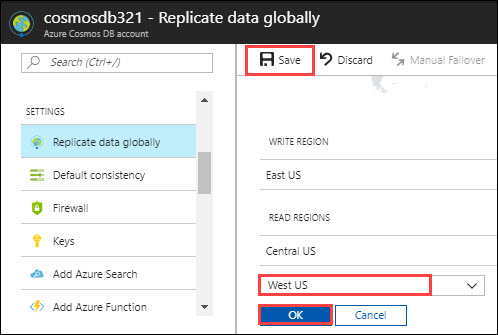 cosmosdb321 - Replicate data globally
Azure Cosmos DB account
Search (Ctrl+/)
SETTINGS
Replicate data globally
Default consistency
Firewall
Keys
Add Azure Search
Add Azure Function
Save Discard Manual Failover
WRITE REGION
East US
READ REGIONS
Central US
West US
OK Cancel